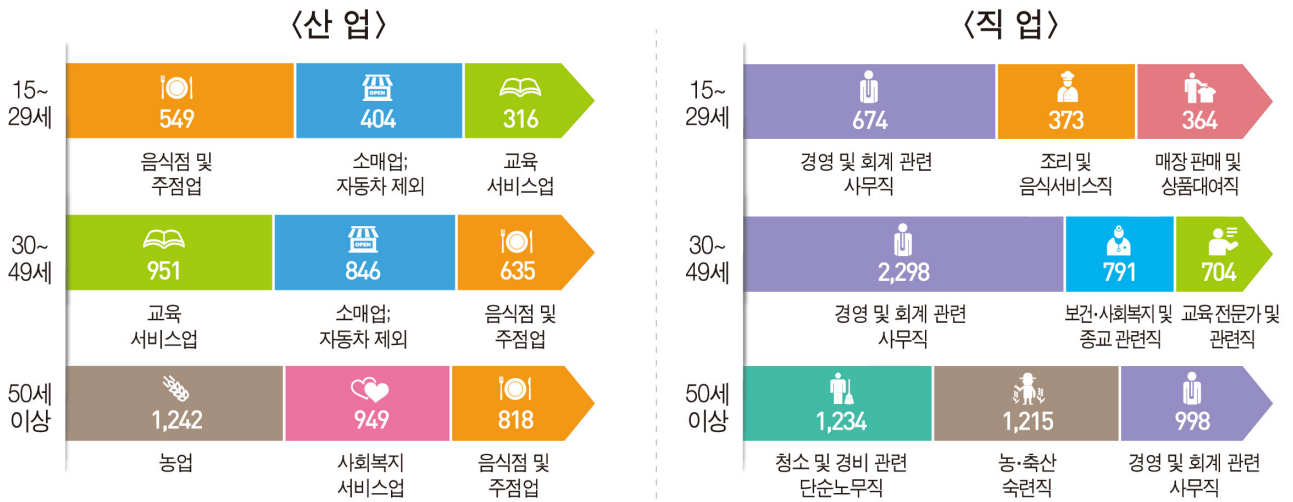 〈산 업〉
15~
29세
549
404
OPEN
316
음식점 및
주점업
소매업;
자동차 제외
교육
서비스업
30~
49세
951
846
OPEN
635
교육
서비스업
소매업;
자동차 제외
음식점 및
주점업
50세
이상
1,242
949
818
농업
사회복지
서비스업
음식점 및
주점업
〈직 업〉
15~
29세
674
373
364
경영 및 회계 관련
사무직
조리 및
음식서비스직
매장 판매 및
상품대여직
30~
49세
2,298
791
704
경영 및 회계 관련
사무직
보건·사회복지 및
종교 관련직
교육 전문가 및
관련직
50세
이상
1,234
1,215
998
청소 및 경비 관련
단순노무직
농·축산
숙련직
경영 및 회계 관련
사무직